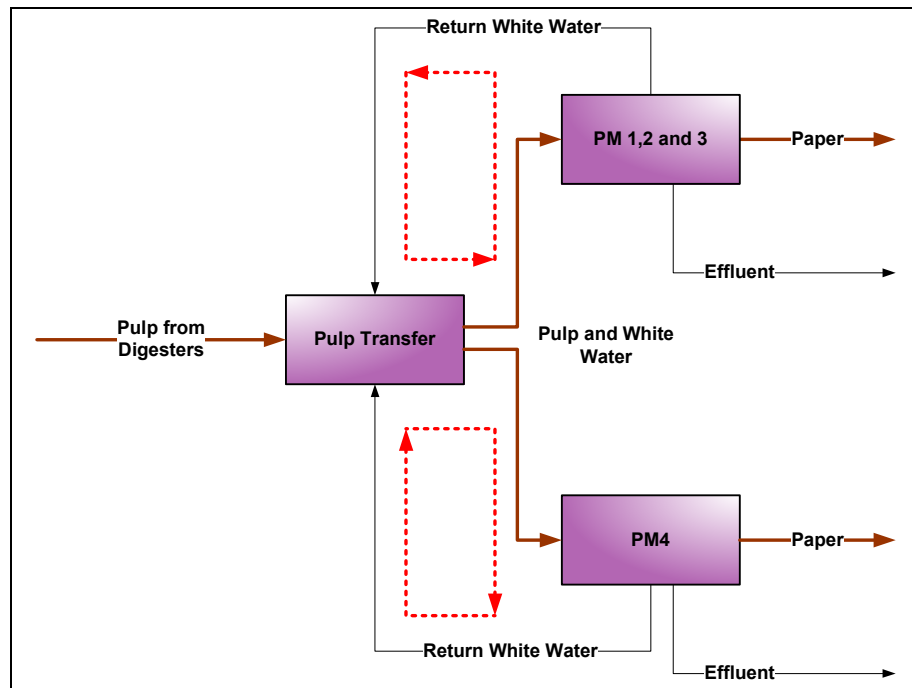 Return White Water
PM 1,2 and 3
Paper
Effluent
Pulp from
Digesters
Pulp Transfer
Pulp and White
Water
PM4
Paper
Return White Water
Effluent